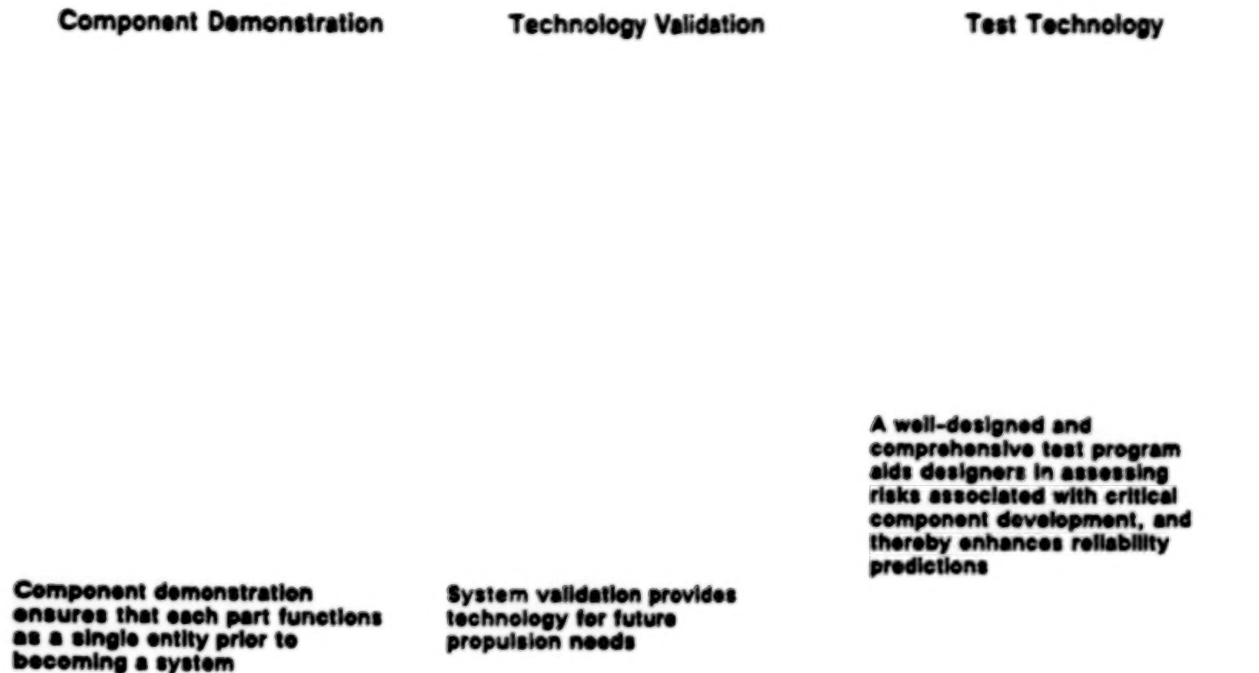 Component Demonstration
Technology Validation
Test Technology
Component demonstration
ensures that each part functions
as a single entity prior to
becoming a system
System validation provides
technology for future
propulsion needs
A well-designed and
comprehensive test program
aids designers in assessing
risks associated with critical
component development, and
thereby enhances reliability
predictions